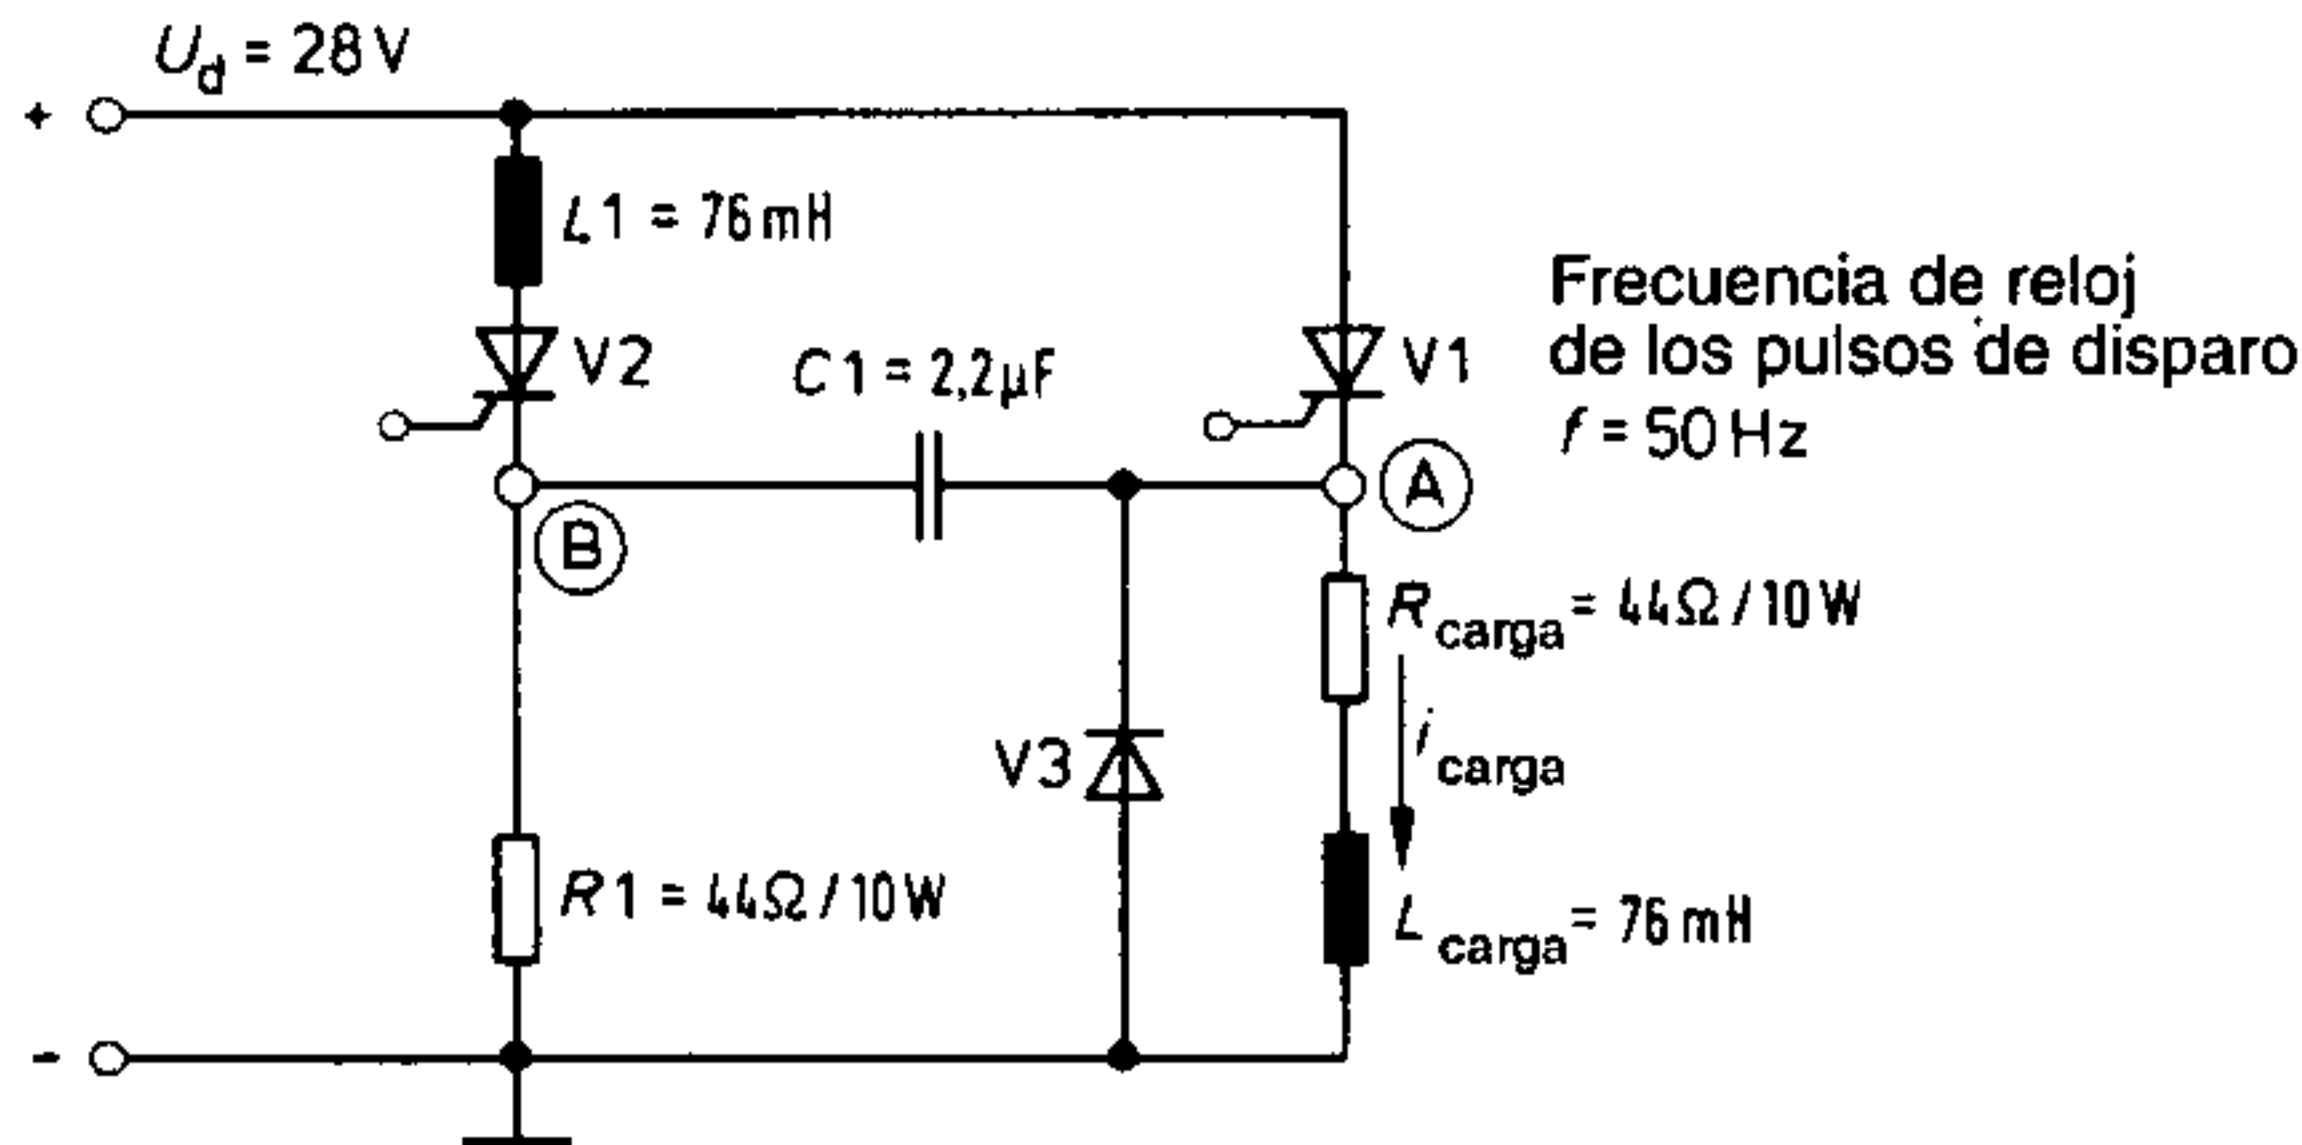 U_d = 28 V
+
L1 = 76 mH
V2
C1 = 2,2 µF
V1
Frecuencia de reloj
de los pulsos de disparo
f = 50 Hz
A
B
R_carga = 44 Ω / 10 W
i_carga
V3
R1 = 44 Ω / 10 W
L_carga = 76 mH
-